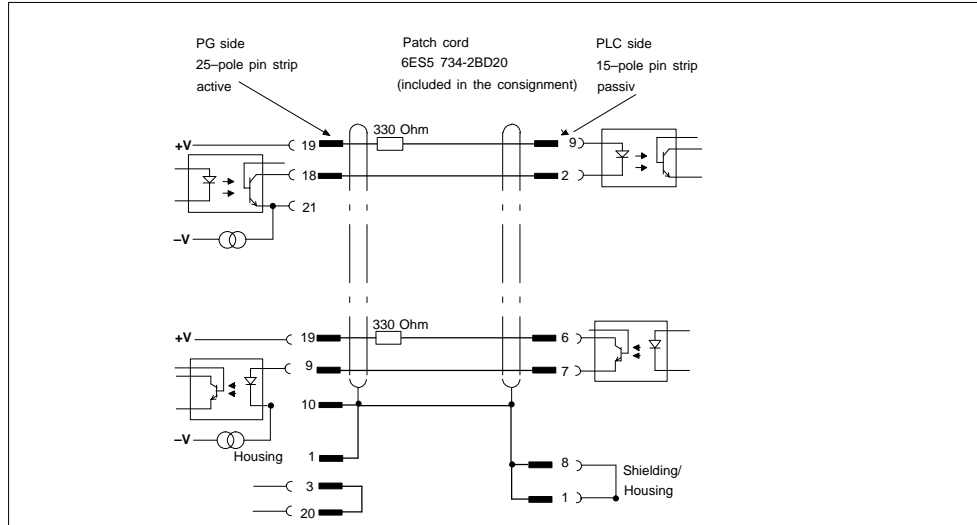 PG side
25–pole pin strip
active
Patch cord
6ES5 734-2BD20
(included in the consignment)
PLC side
15–pole pin strip
passiv
330 Ohm
+V
19
9
18
2
21
–V
330 Ohm
+V
19
6
9
7
10
–V
Housing
1
8
Shielding/
Housing
3
1
20